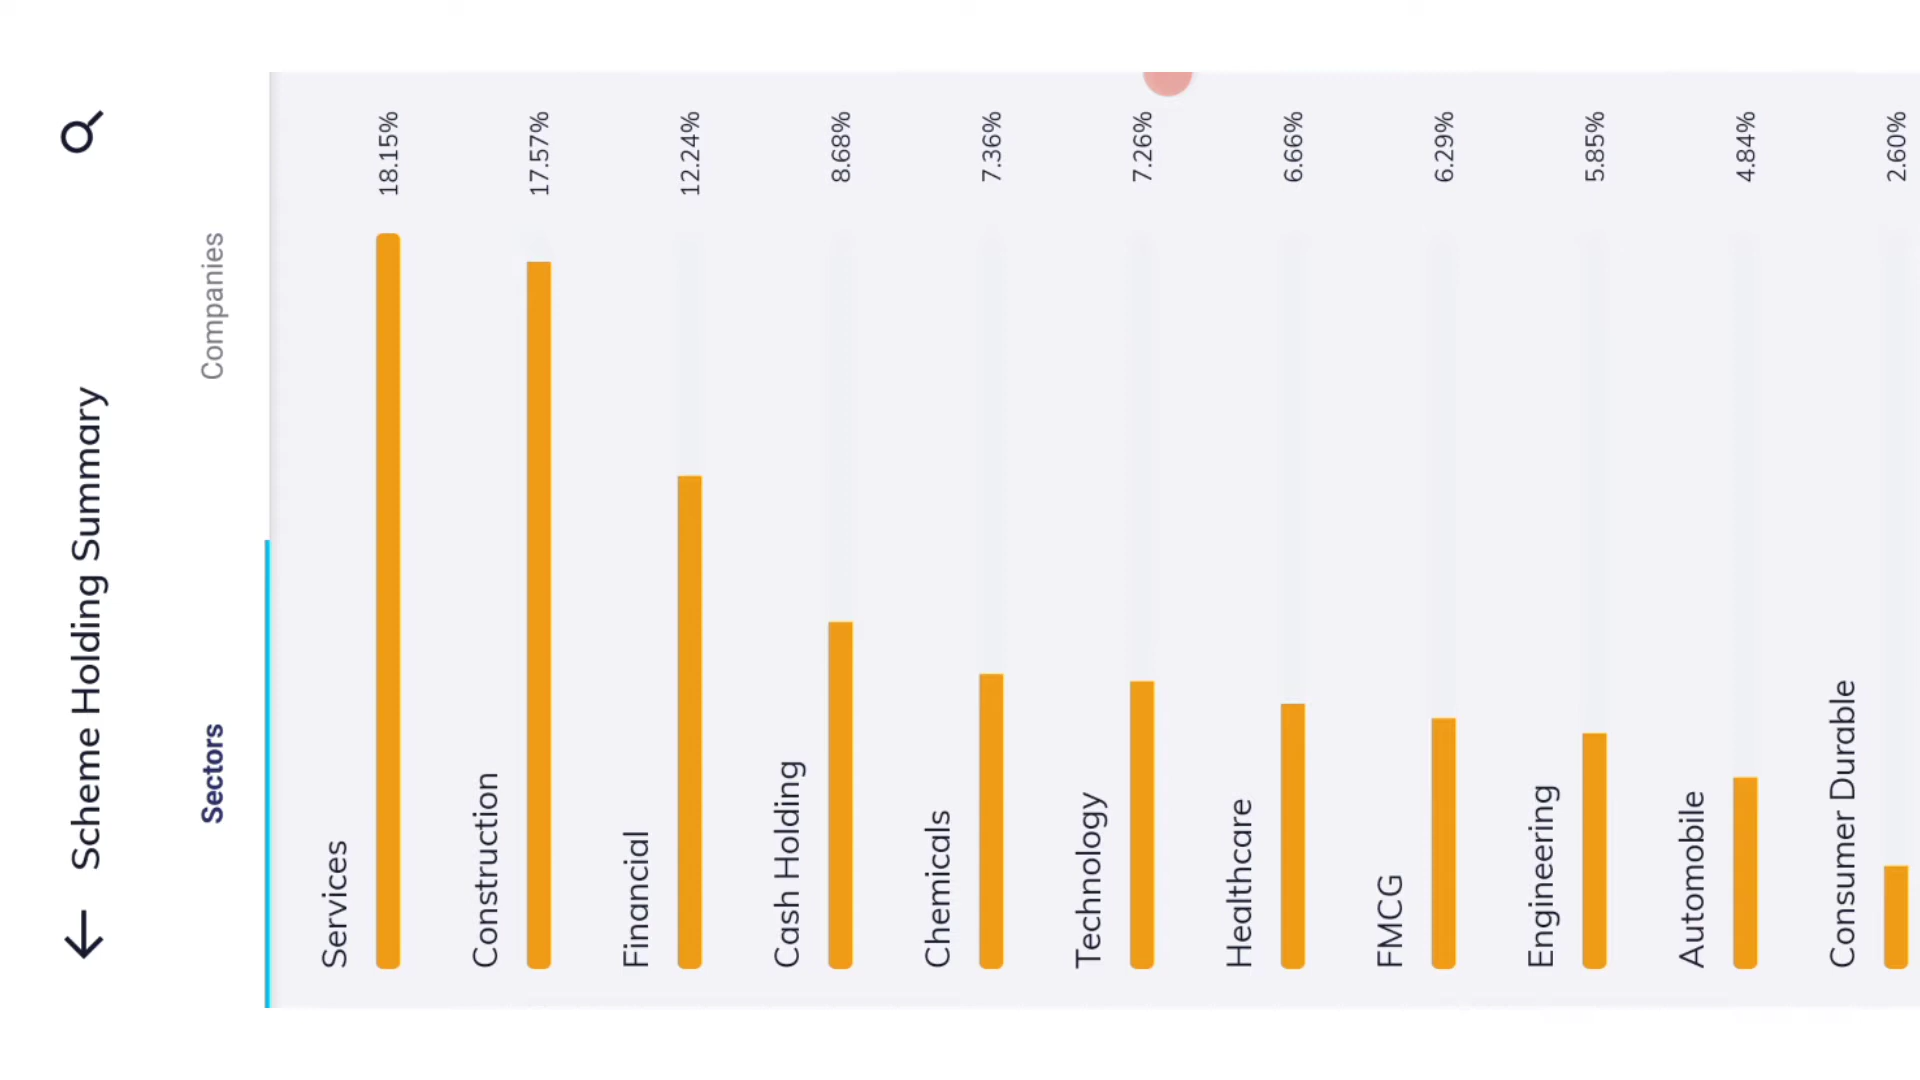 Scheme Holding Summary
Sectors
Companies
Services
18.15%
Construction
17.57%
Financial
12.24%
Cash Holding
8.68%
Chemicals
7.36%
Technology
7.26%
Healthcare
6.66%
FMCG
6.29%
Engineering
5.85%
Automobile
4.84%
Consumer Durable
2.60%